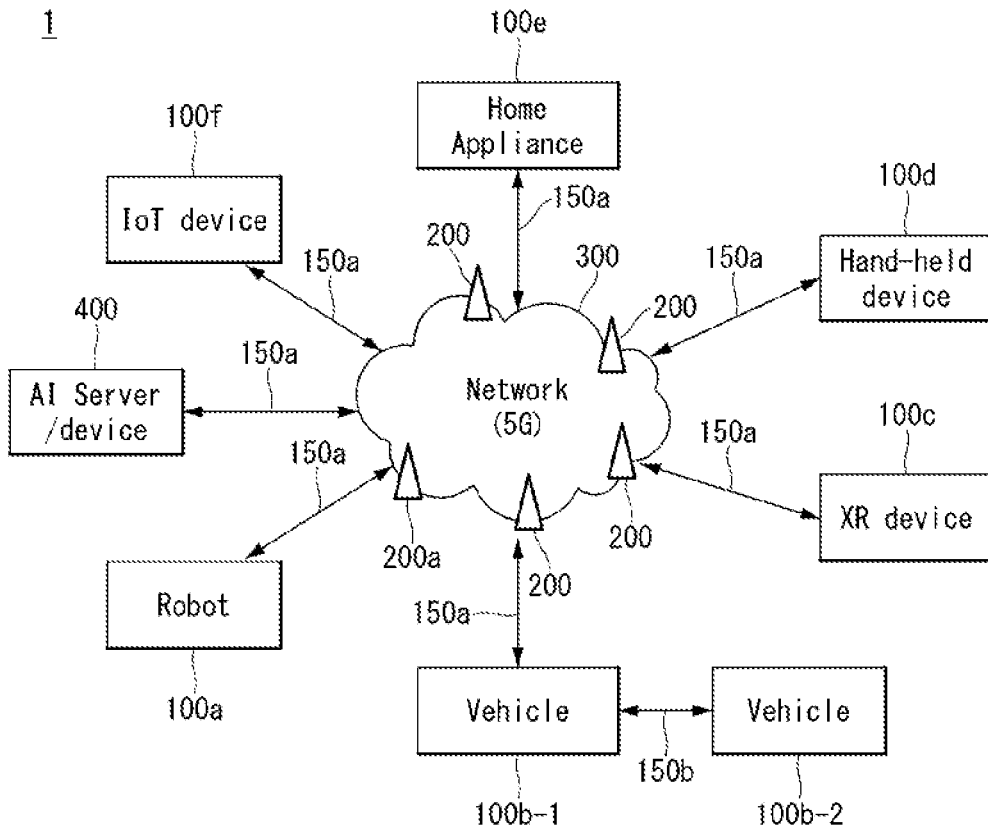 1
100e
Home
Appliance
100f
IoT device
150a
100d
Hand-held
device
150a
200
300
150a
200
400
AI Server
/device
150a
Network
(5G)
100c
XR device
150a
150a
200a
200
200
Robot
100a
150a
Vehicle
150b
Vehicle
100b-1
100b-2